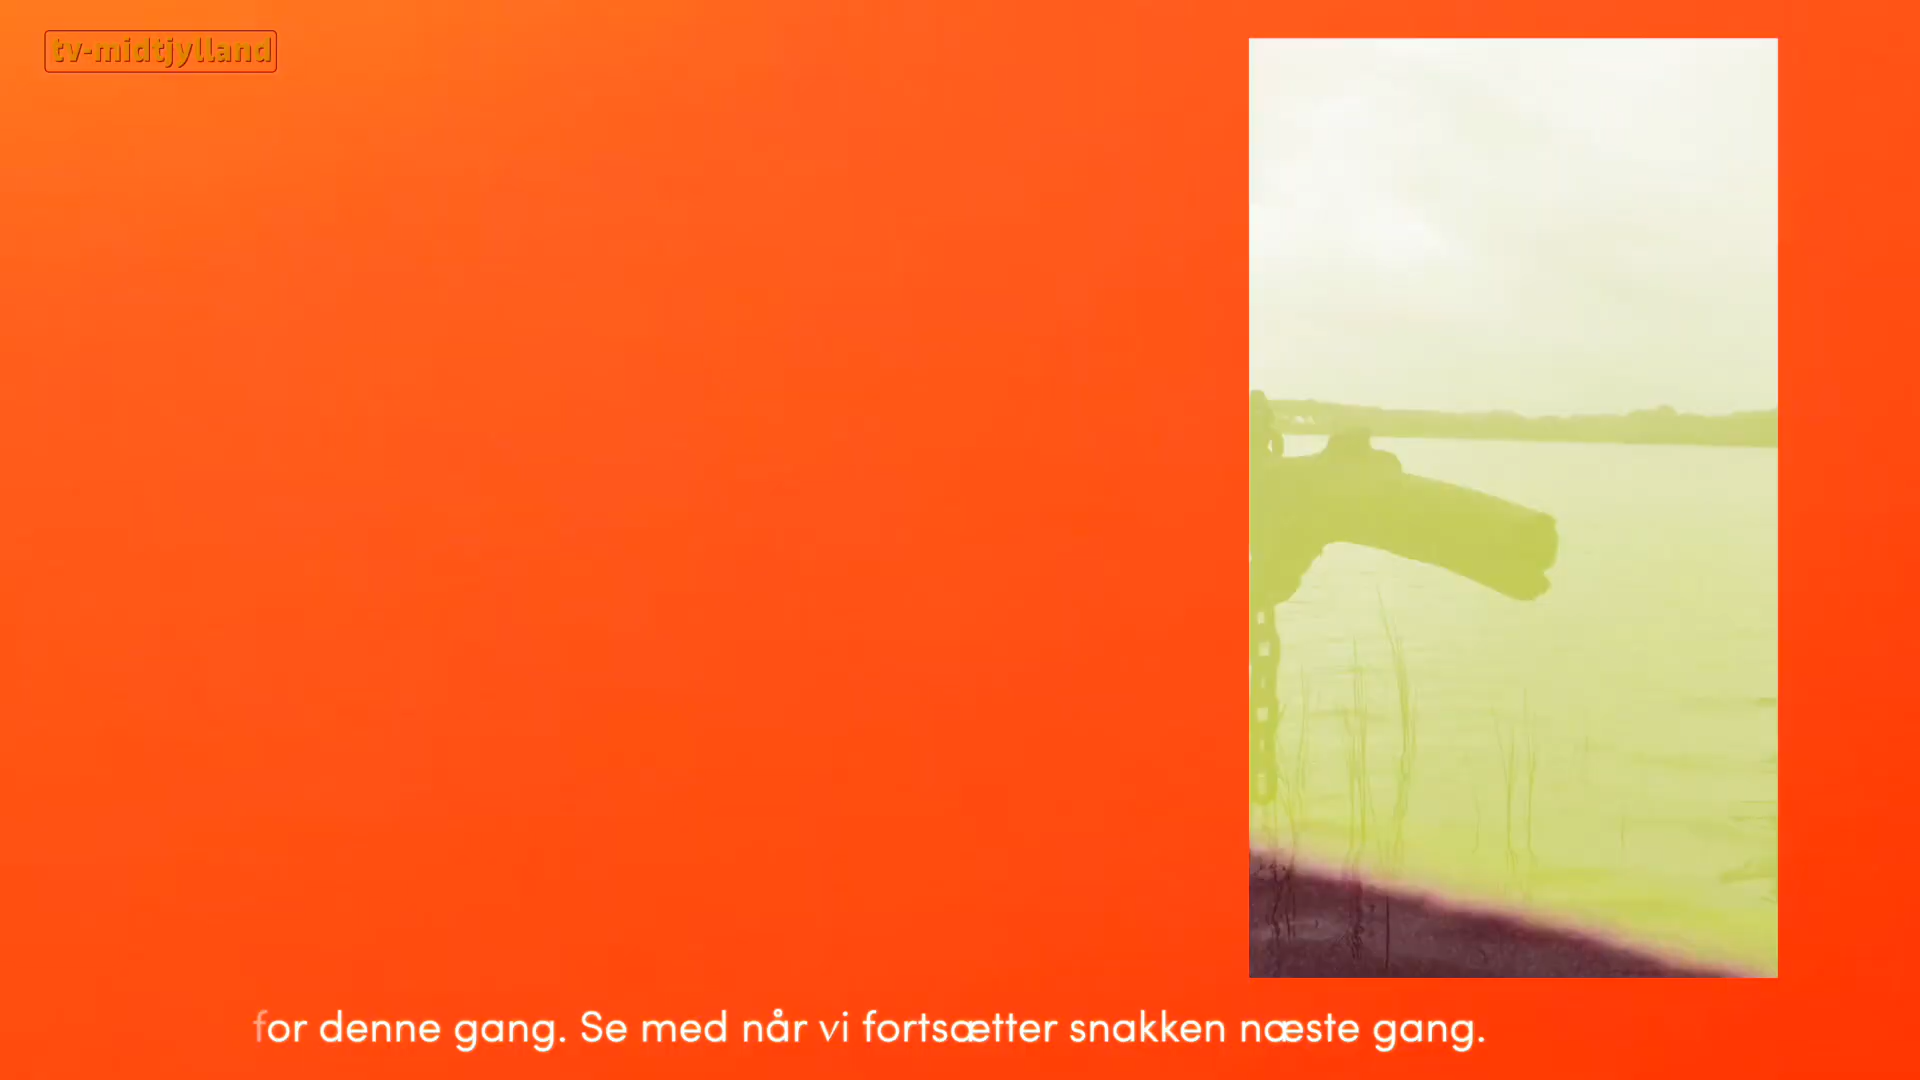 tv-midtjylland
for denne gang. Se med når vi fortsætter snakken næste gang.